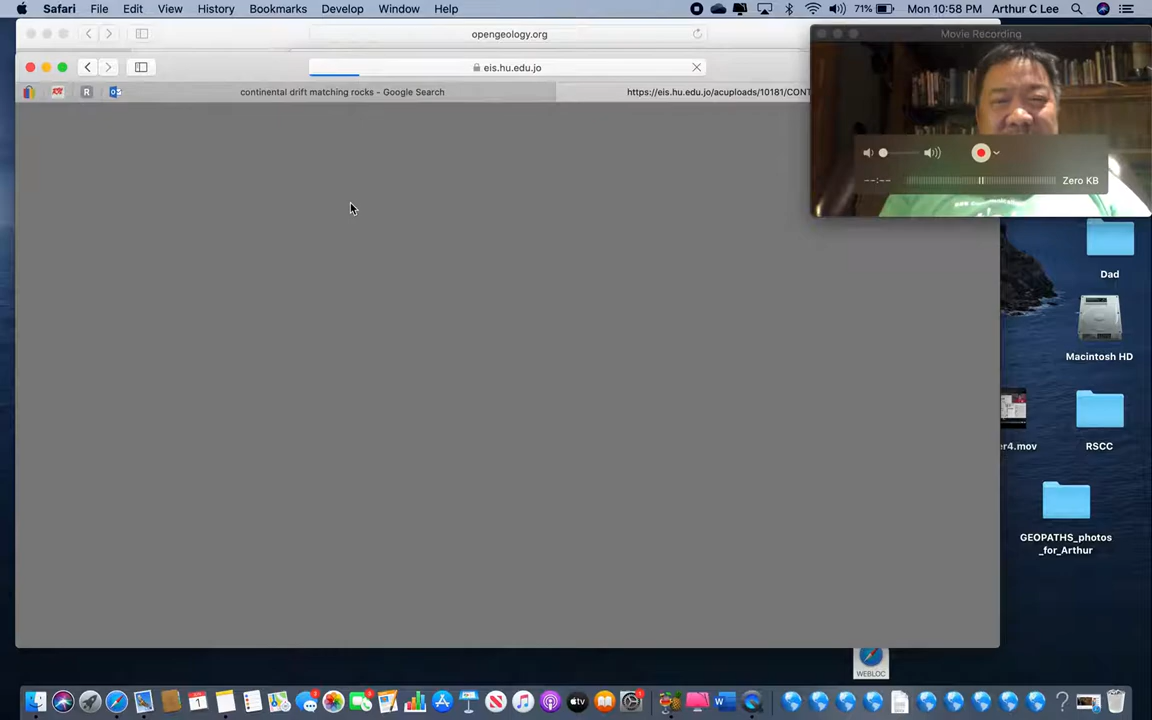 Safari File Edit View History Bookmarks Develop Window Help 71% Mon 10:58 PM Arthur C Lee
opengeology.org
Movie Recording
eis.hu.edu.jo
continental drift matching rocks - Google Search
https://eis.hu.edu.jo/acuploads/10181/CONT
--:--
Zero KB
Dad
Macintosh HD
er4.mov
RSCC
GEOPATHS_photos
_for_Arthur
WEBLOC